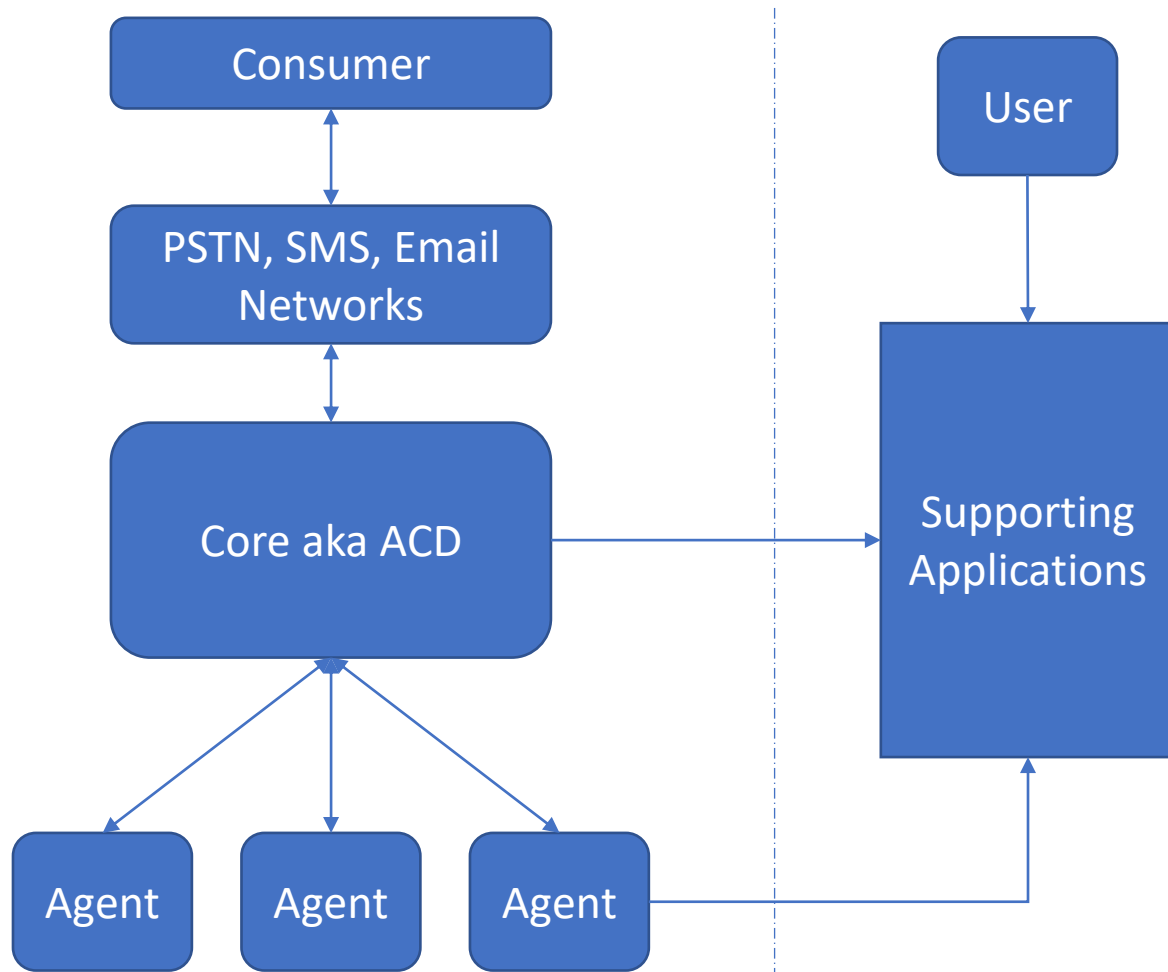 Consumer
User
PSTN, SMS, Email
Networks
Core aka ACD
Supporting
Applications
Agent
Agent
Agent